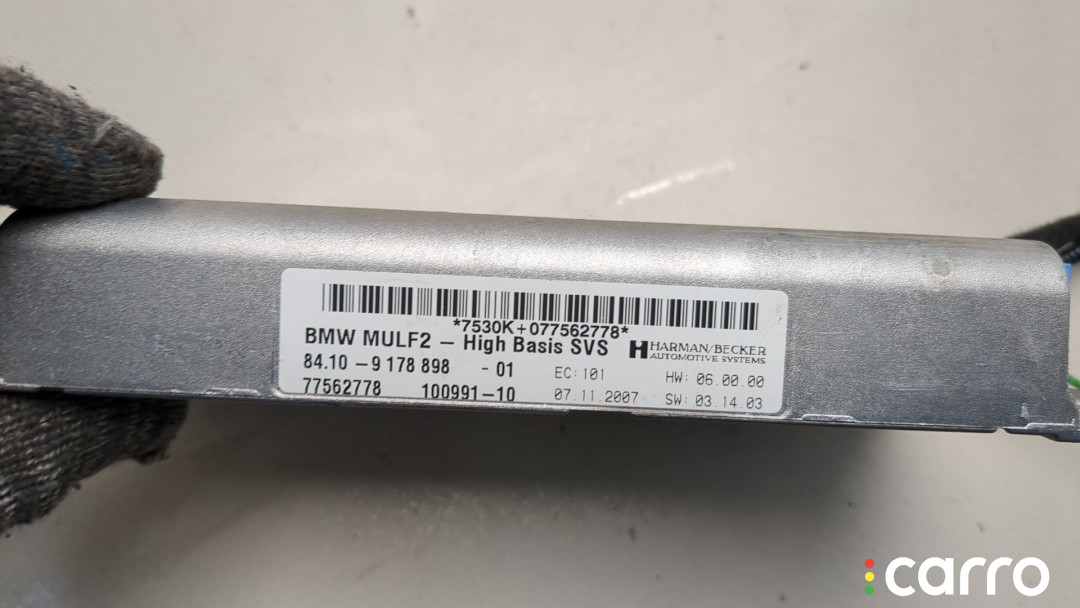 *7530K+077562778*
BMW MULF2 – High Basis SVS
HARMAN/BECKER
AUTOMOTIVE SYSTEMS
84.10 – 9 178 898 - 01 EC: 101 HW: 06.00.00
77562778 100991–10 07.11.2007 SW: 03.14.03
carro